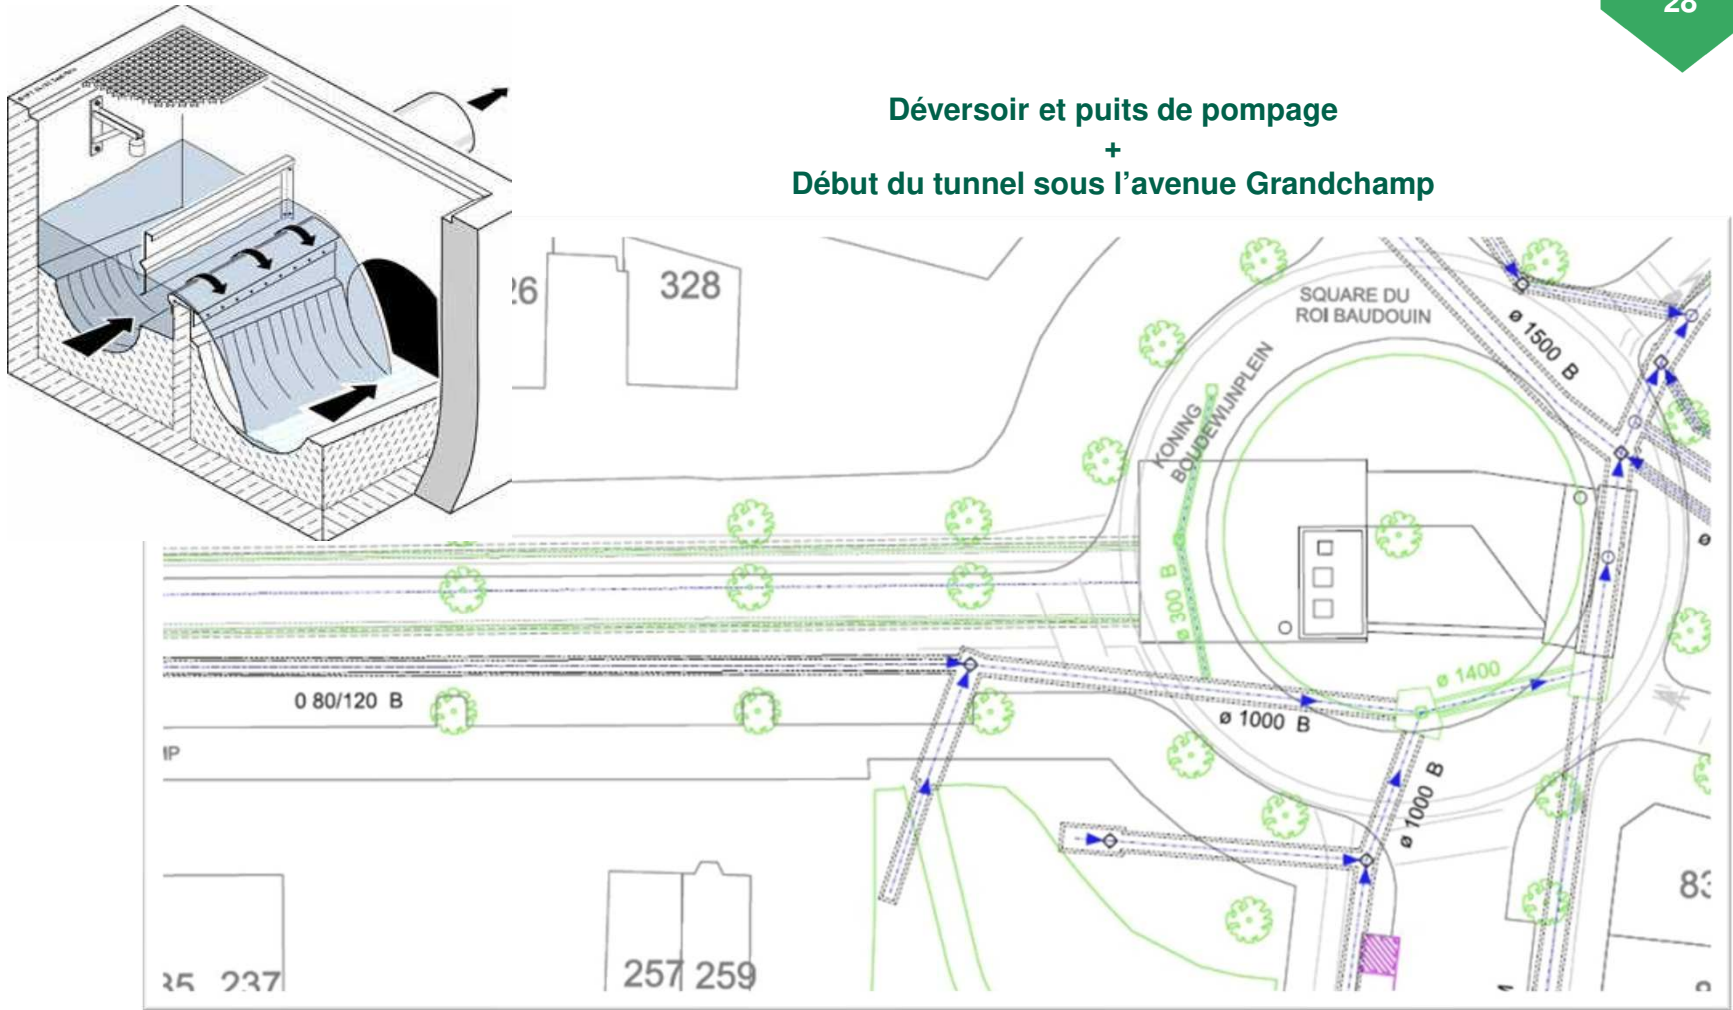 28
Déversoir et puits de pompage
+
Début du tunnel sous l’avenue Grandchamp
26
328
SQUARE DU
ROI BAUDOUIN
ø 1500 B
KONING
BOUDEWIJNPLEIN
ø 300 B
ø 1400
0 80/120 B
ø 1000 B
ø 1000 B
237
257 259